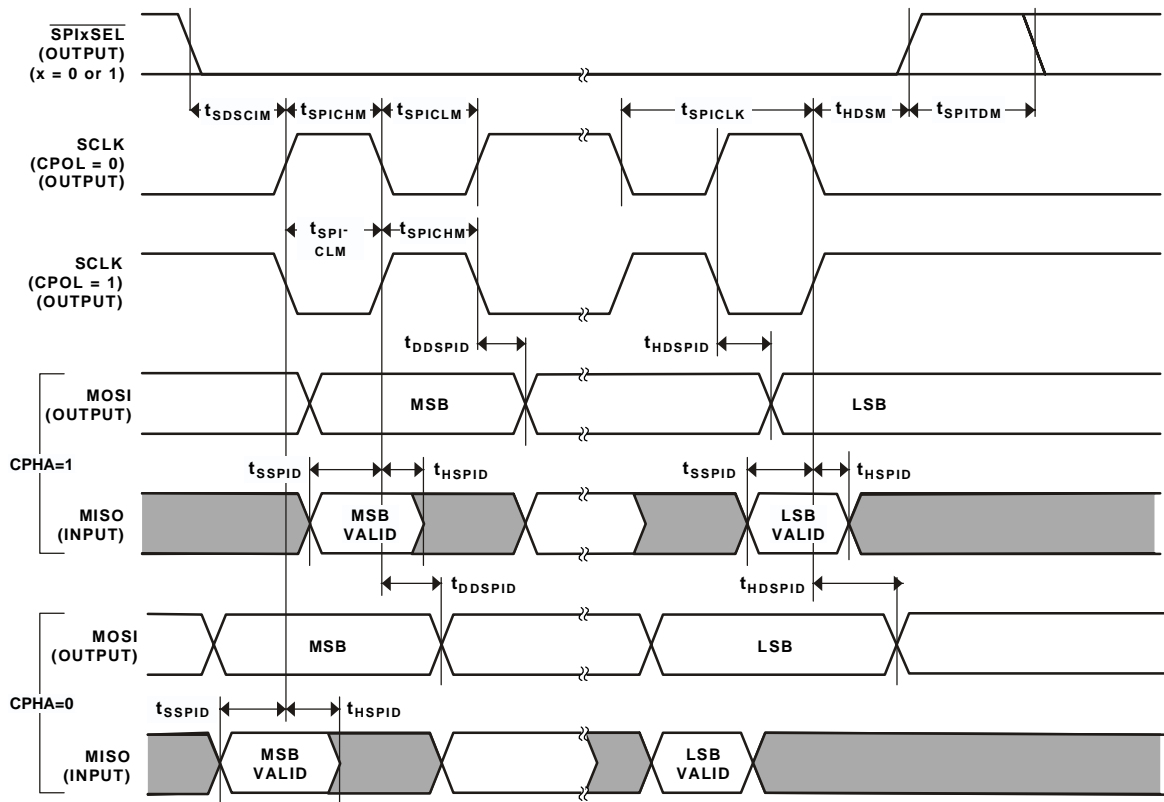 SPIxSEL
(OUTPUT)
(x = 0 or 1)
tSDSCIM
tSPICHM
tSPICLM
tSPICLK
tHDSM
tSPITDM
SCLK
(CPOL = 0)
(OUTPUT)
tSPI-
CLM
tSPICHM
SCLK
(CPOL = 1)
(OUTPUT)
tDDSPID
tHDSPID
CPHA=1
MOSI
(OUTPUT)
MSB
LSB
tSSPID
tHSPID
tSSPID
tHSPID
MISO
(INPUT)
MSB
VALID
LSB
VALID
tDDSPID
tHDSPID
CPHA=0
MOSI
(OUTPUT)
MSB
LSB
tSSPID
tHSPID
MISO
(INPUT)
MSB
VALID
LSB
VALID